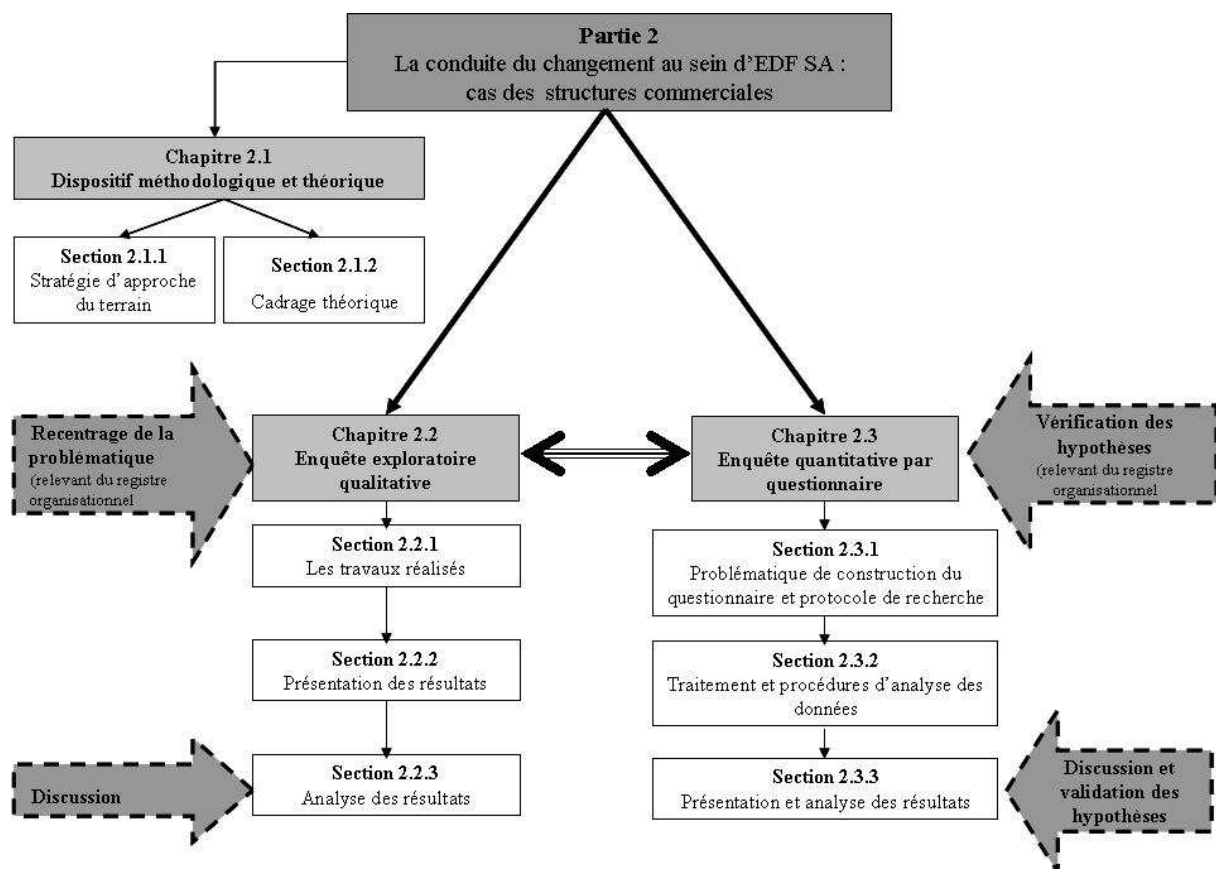 Partie 2
La conduite du changement au sein d'EDF SA :
cas des structures commerciales
Chapitre 2.1
Dispositif méthodologique et théorique
Section 2.1.1
Stratégie d'approche
du terrain
Section 2.1.2
Cadrage théorique
Recentrage de la
problématique
(relevant du registre
organisationnel
Chapitre 2.2
Enquête exploratoire
qualitative
Chapitre 2.3
Enquête quantitative par
questionnaire
Vérification des
hypothèses
(relevant du registre
organisationnel
Section 2.2.1
Les travaux réalisés
Section 2.3.1
Problématique de construction du
questionnaire et protocole de recherche
Section 2.2.2
Présentation des résultats
Section 2.3.2
Traitement et procédures d'analyse des
données
Discussion
Section 2.2.3
Analyse des résultats
Section 2.3.3
Présentation et analyse des résultats
Discussion et
validation des
hypothèses